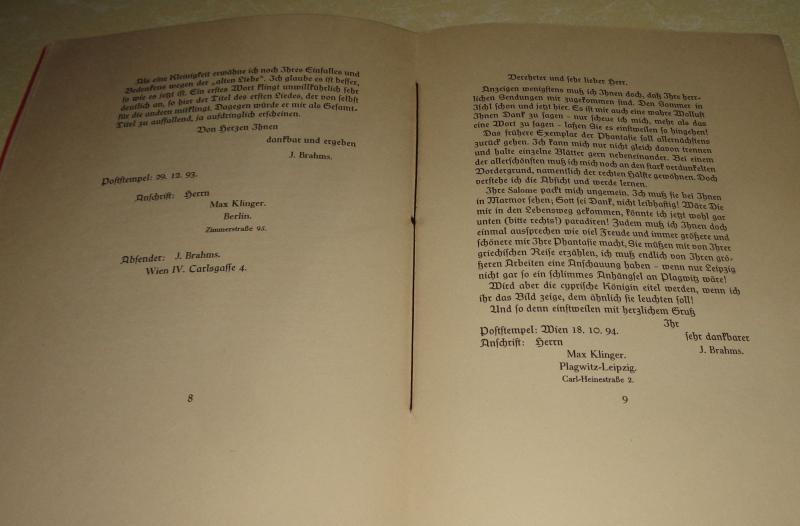 Als eine Kleinigkeit erwähne ich noch Ihres Einfalles und
Bedenkens wegen der „alten Liebe“. Ich glaube es ist besser,
so wie es jetzt ist. Ein erstes Wort klingt unwillkührlich sehr
deutlich an, so hier der Titel des ersten Liedes, der von selbst
für die andern mitklingt. Dagegen würde er mir als Gesamt-
Titel zu auffallend, ja aufdringlich erscheinen.
Von Herzen Ihnen
dankbar und ergeben
J. Brahms.
Poststempel: 29. 12. 93.
Anschrift: Herrn
Max Klinger.
Berlin.
Zimmerstraße 95.
Absender: J. Brahms.
Wien IV. Carlsgasse 4.
8
Verehrter und sehr lieber Herr.
Anzeigen wenigstens muß ich Ihnen doch, daß Ihre herr-
lichen Sendungen mir zugekommen sind. Den Sommer in
Ischl schon und jetzt hier. Es ist mir auch eine wahre Wollust
Ihnen Dank zu sagen - nur scheue ich mich, mehr als das
eine Wort zu sagen - laßen Sie es einstweilen so hingehen!
Das frühere Exemplar der Phantasie soll allernächstens
zurück gehen. Ich kann mich nur nicht gleich davon trennen
und halte einzelne Blätter gern nebeneinander. Bei einem
der allerschönsten muß ich mich noch an den stark verdunkelten
Vordergrund, namentlich der rechten Hälfte gewöhnen. Doch
verstehe ich die Absicht und werde lernen.
Ihre Salome packt mich ungemein. Ich muß sie bei Ihnen
in Marmor sehen; Gott sei Dank, nicht leibhaftig! Wäre Die
mir in den Lebensweg gekommen, könnte ich jetzt wohl gar
unten (bitte rechts!) paradiren! Zudem muß ich Ihnen doch
einmal aussprechen wie viel Freude und immer größere und
schönere mir Ihre Phantasie macht, Sie müßen mir von Ihrer
griechischen Reise erzählen, ich muß endlich von Ihren grö-
ßeren Arbeiten eine Anschauung haben - wenn nur Leipzig
nicht gar so ein schlimmes Anhängsel an Plagwitz wäre!
Wird aber die cyprische Königin eitel werden, wenn ich
ihr das Bild zeige, dem ähnlich sie leuchten soll!
Und so denn einstweilen mit herzlichem Gruß
Ihr
sehr dankbarer
J. Brahms.
Poststempel: Wien 18. 10. 94.
Anschrift: Herrn
Max Klinger.
Plagwitz-Leipzig.
Carl-Heinestraße 2.
9